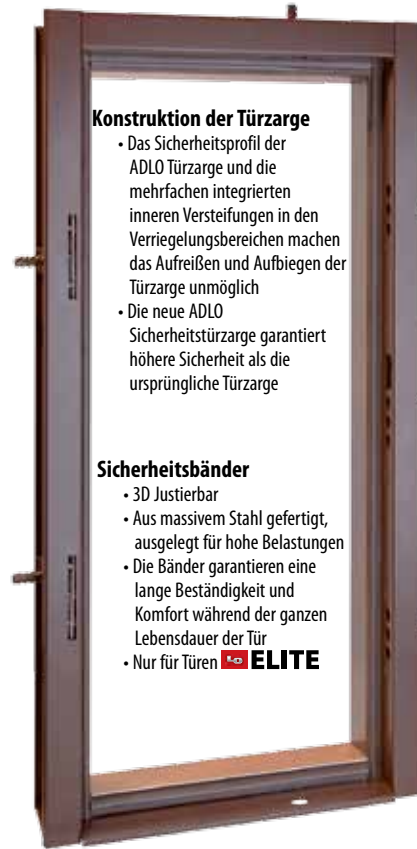 Konstruktion der Türzarge
• Das Sicherheitsprofil der
ADLO Türzarge und die
mehrfachen integrierten
inneren Versteifungen in den
Verriegelungsbereichen machen
das Aufreißen und Aufbiegen der
Türzarge unmöglich
• Die neue ADLO
Sicherheitstürzarge garantiert
höhere Sicherheit als die
ursprüngliche Türzarge
Sicherheitsbänder
• 3D Justierbar
• Aus massivem Stahl gefertigt,
ausgelegt für hohe Belastungen
• Die Bänder garantieren eine
lange Beständigkeit und
Komfort während der ganzen
Lebensdauer der Tür
• Nur für Türen ELITE